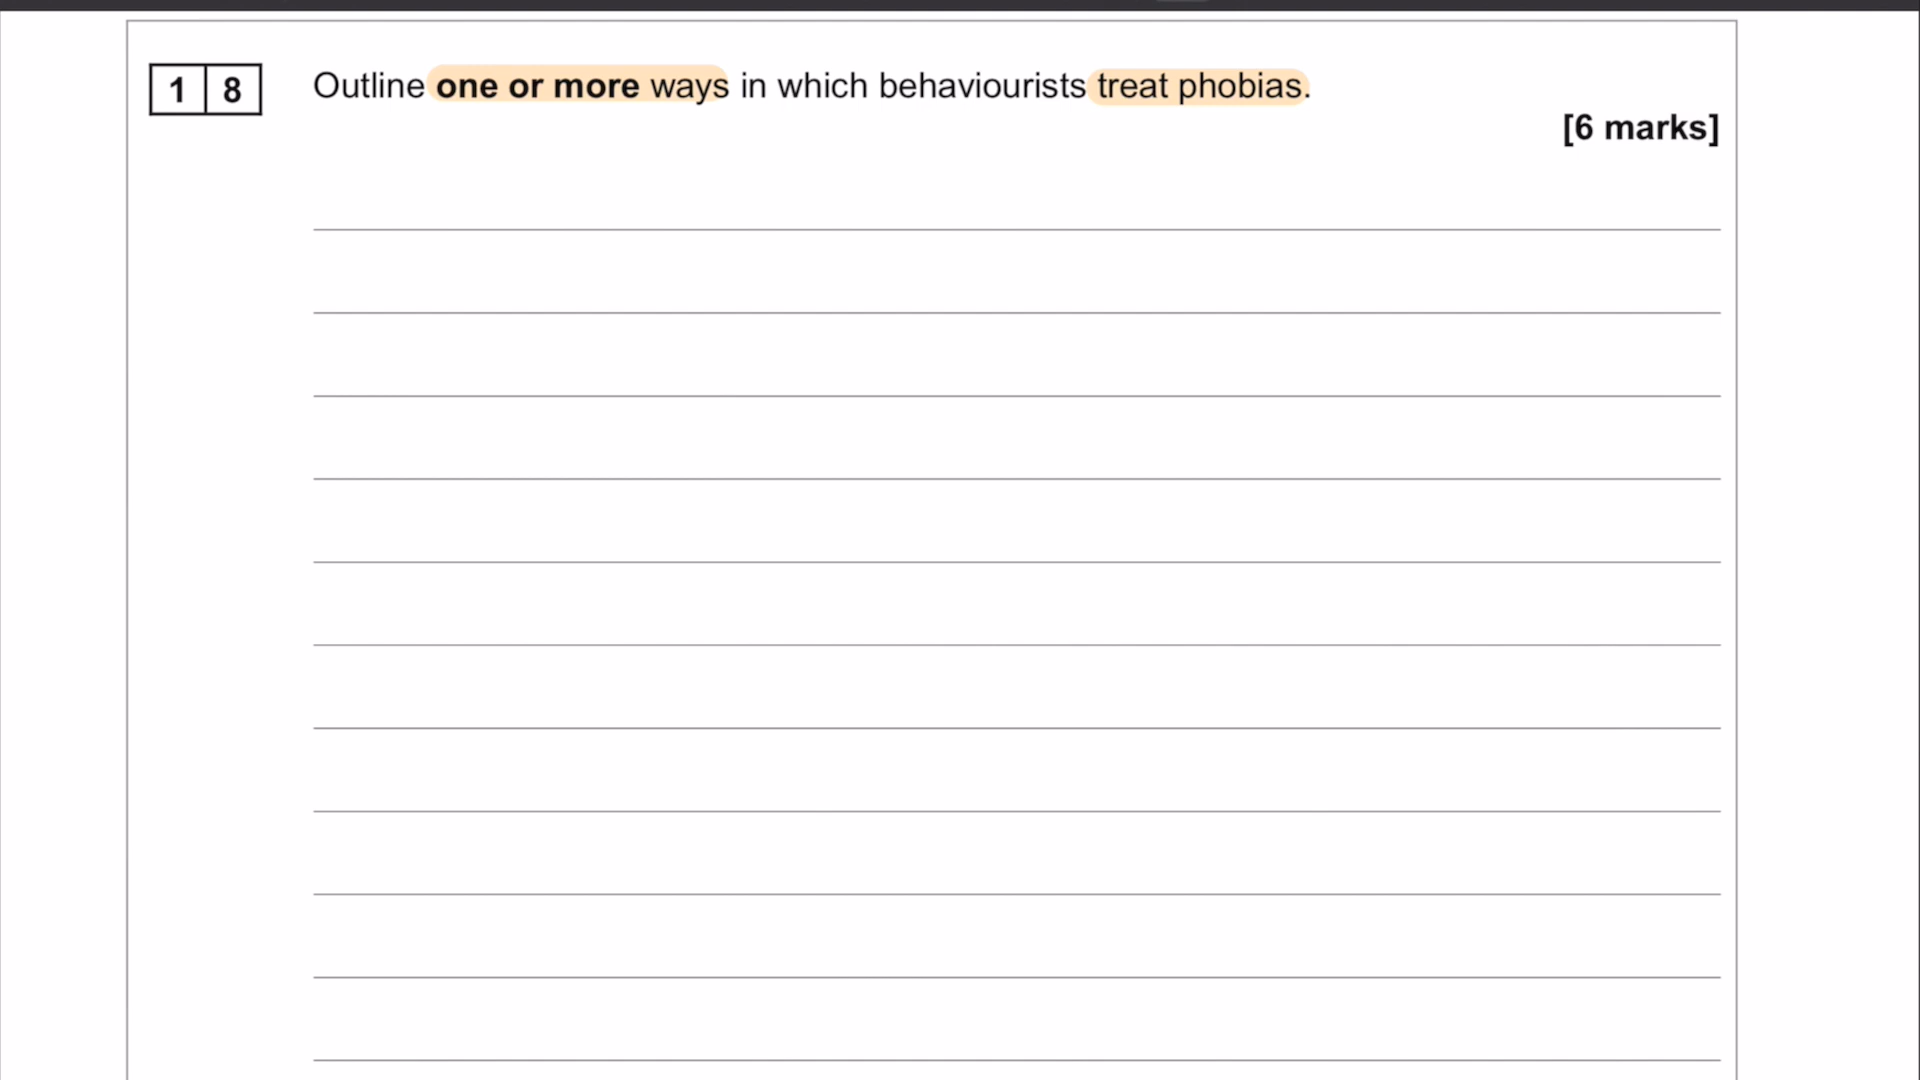 1 8 Outline one or more ways in which behaviourists treat phobias.
[6 marks]